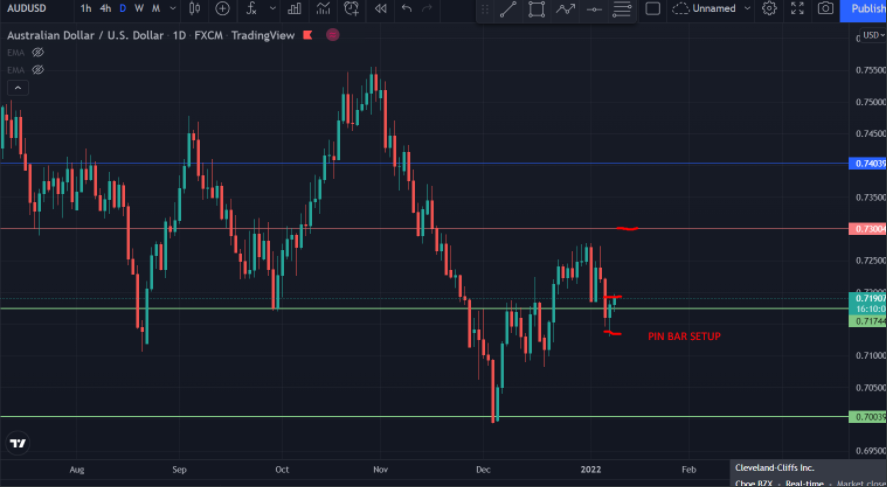 AUDUSD 1h 4h D W M Unnamed Publish
Australian Dollar / U.S. Dollar · 1D · FXCM · TradingView USD
EMA
EMA
0.75500
0.75000
0.74500
0.74039
0.73500
0.73004
0.72500
0.71907
16:10:0
0.71744
PIN BAR SETUP
0.71000
0.70500
0.70039
0.69500
Aug Sep Oct Nov Dec 2022 Feb
Cleveland-Cliffs Inc.
Cboe BZX · Real-time · Market close